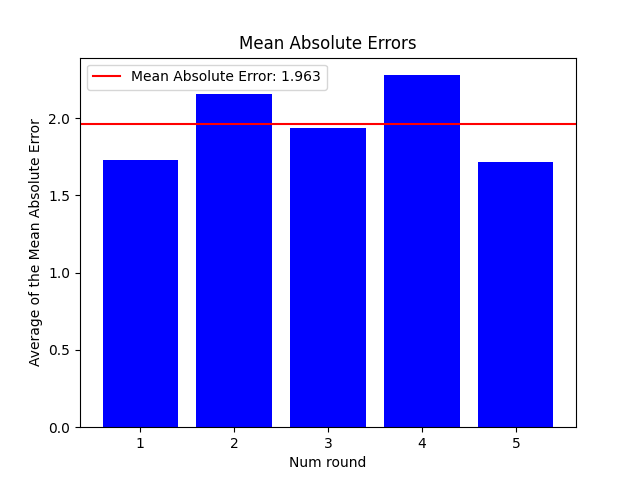 Mean Absolute Errors
Mean Absolute Error: 1.963
Average of the Mean Absolute Error
2.0
1.5
1.0
0.5
0.0
1 2 3 4 5
Num round